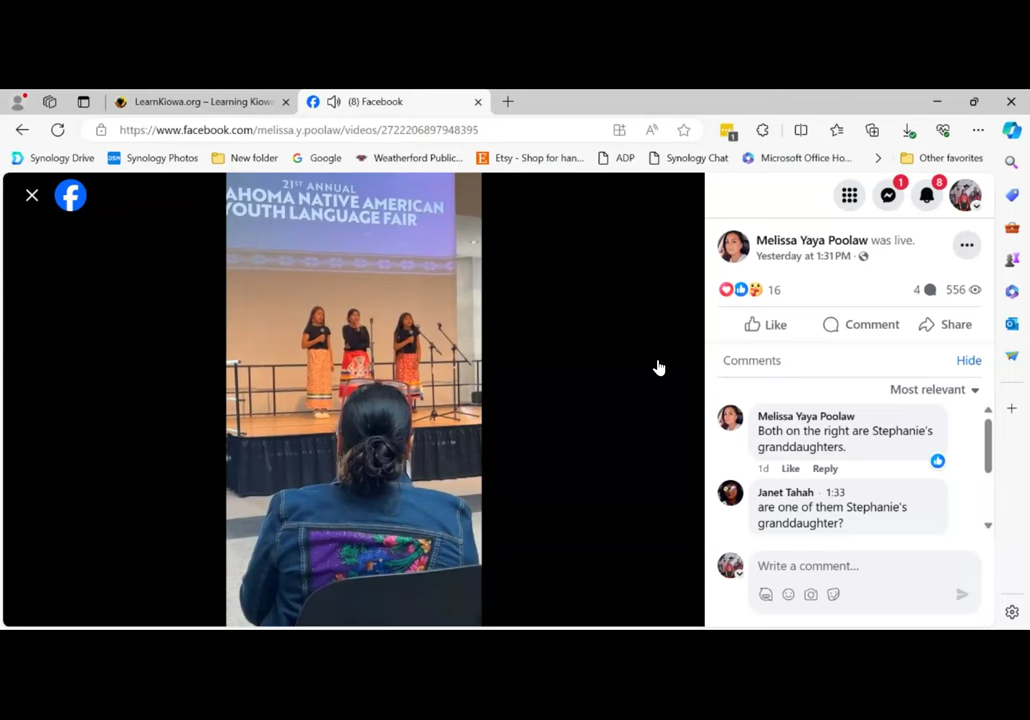 LearnKiowa.org – Learning Kiow
(8) Facebook
https://www.facebook.com/melissa.y.poolaw/videos/2722206897948395
1
Synology Drive
DSM
Synology Photos
New folder
Google
Weatherford Public...
Etsy - Shop for han...
ADP
Synology Chat
Microsoft Office Ho...
Other favorites
21ST ANNUAL
AHOMA NATIVE AMERICAN
YOUTH LANGUAGE FAIR
1
8
Melissa Yaya Poolaw was live.
Yesterday at 1:31 PM ·
16
4
556
Like
Comment
Share
Comments
Hide
Most relevant
Melissa Yaya Poolaw
Both on the right are Stephanie's
granddaughters.
1d Like Reply
Janet Tahah · 1:33
are one of them Stephanie's
granddaughter?
Write a comment...